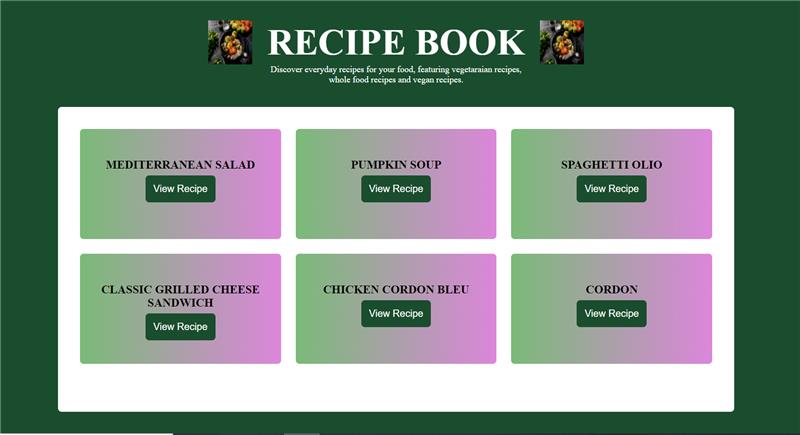 RECIPE BOOK
Discover everyday recipes for your food, featuring vegetaraian recipes,
whole food recipes and vegan recipes.
MEDITERRANEAN SALAD
View Recipe
PUMPKIN SOUP
View Recipe
SPAGHETTI OLIO
View Recipe
CLASSIC GRILLED CHEESE
SANDWICH
View Recipe
CHICKEN CORDON BLEU
View Recipe
CORDON
View Recipe